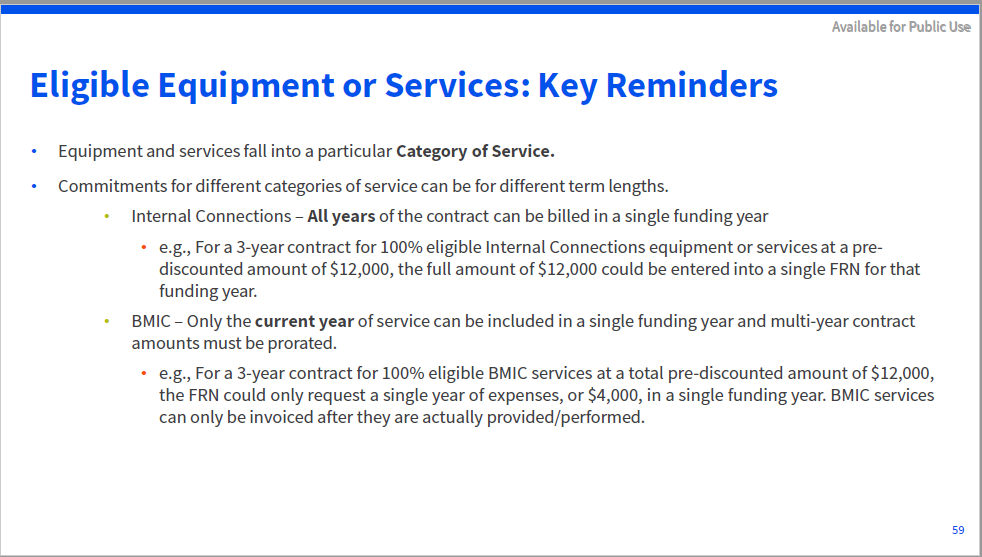 Available for Public Use
Eligible Equipment or Services: Key Reminders
• Equipment and services fall into a particular Category of Service.
• Commitments for different categories of service can be for different term lengths.
• Internal Connections – All years of the contract can be billed in a single funding year
• e.g., For a 3-year contract for 100% eligible Internal Connections equipment or services at a pre-
discounted amount of $12,000, the full amount of $12,000 could be entered into a single FRN for that
funding year.
• BMIC – Only the current year of service can be included in a single funding year and multi-year contract
amounts must be prorated.
• e.g., For a 3-year contract for 100% eligible BMIC services at a total pre-discounted amount of $12,000,
the FRN could only request a single year of expenses, or $4,000, in a single funding year. BMIC services
can only be invoiced after they are actually provided/performed.
59